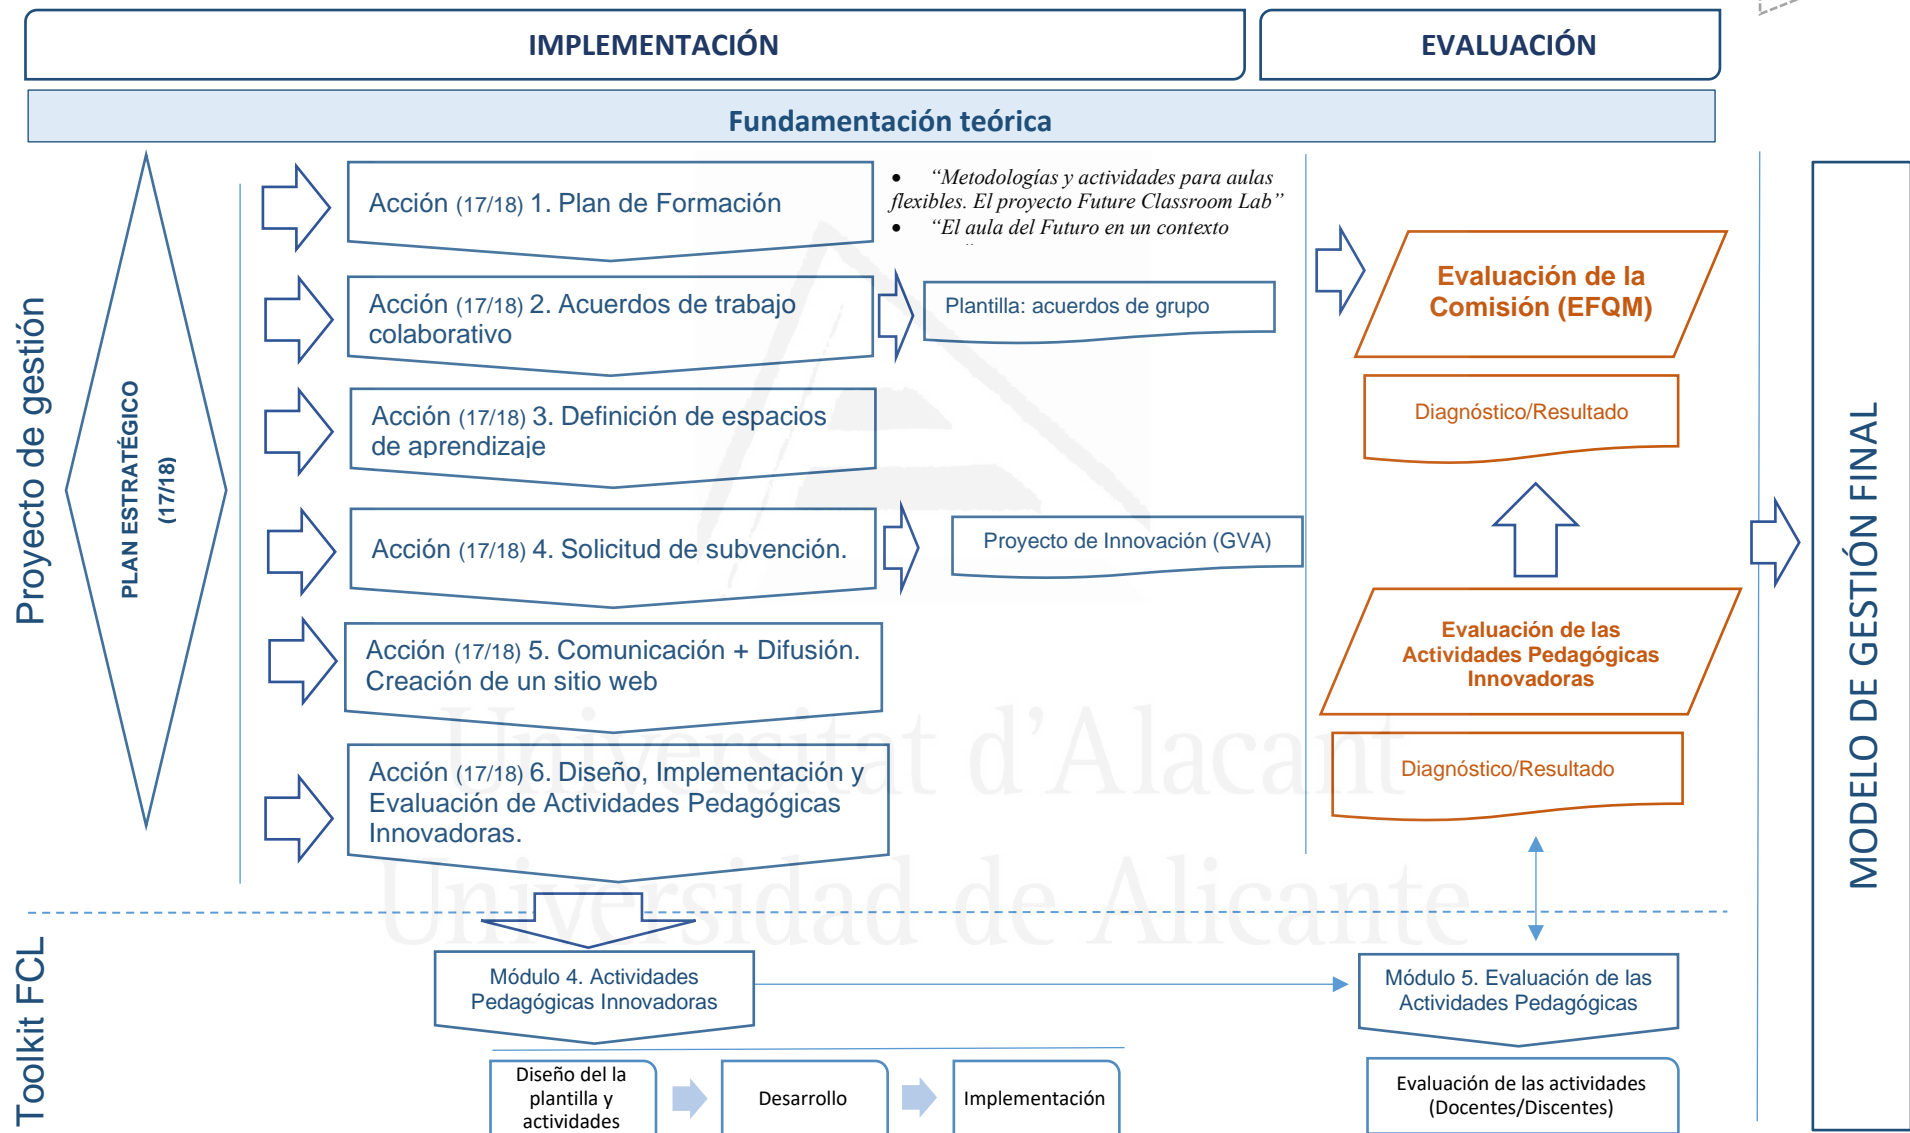 IMPLEMENTACIÓN
EVALUACIÓN
Fundamentación teórica
Proyecto de gestión
PLAN ESTRATÉGICO
(17/18)
Acción (17/18) 1. Plan de Formación
• “Metodologías y actividades para aulas
flexibles. El proyecto Future Classroom Lab”
• “El aula del Futuro en un contexto
Acción (17/18) 2. Acuerdos de trabajo
colaborativo
Plantilla: acuerdos de grupo
Acción (17/18) 3. Definición de espacios
de aprendizaje
Acción (17/18) 4. Solicitud de subvención.
Proyecto de Innovación (GVA)
Acción (17/18) 5. Comunicación + Difusión.
Creación de un sitio web
Acción (17/18) 6. Diseño, Implementación y
Evaluación de Actividades Pedagógicas
Innovadoras.
Evaluación de la
Comisión (EFQM)
Diagnóstico/Resultado
Evaluación de las
Actividades Pedagógicas
Innovadoras
Diagnóstico/Resultado
MODELO DE GESTIÓN FINAL
Universitat d’Alacant
Universidad de Alicante
Toolkit FCL
Módulo 4. Actividades
Pedagógicas Innovadoras
Módulo 5. Evaluación de las
Actividades Pedagógicas
Diseño del la
plantilla y
actividades
Desarrollo
Implementación
Evaluación de las actividades
(Docentes/Discentes)